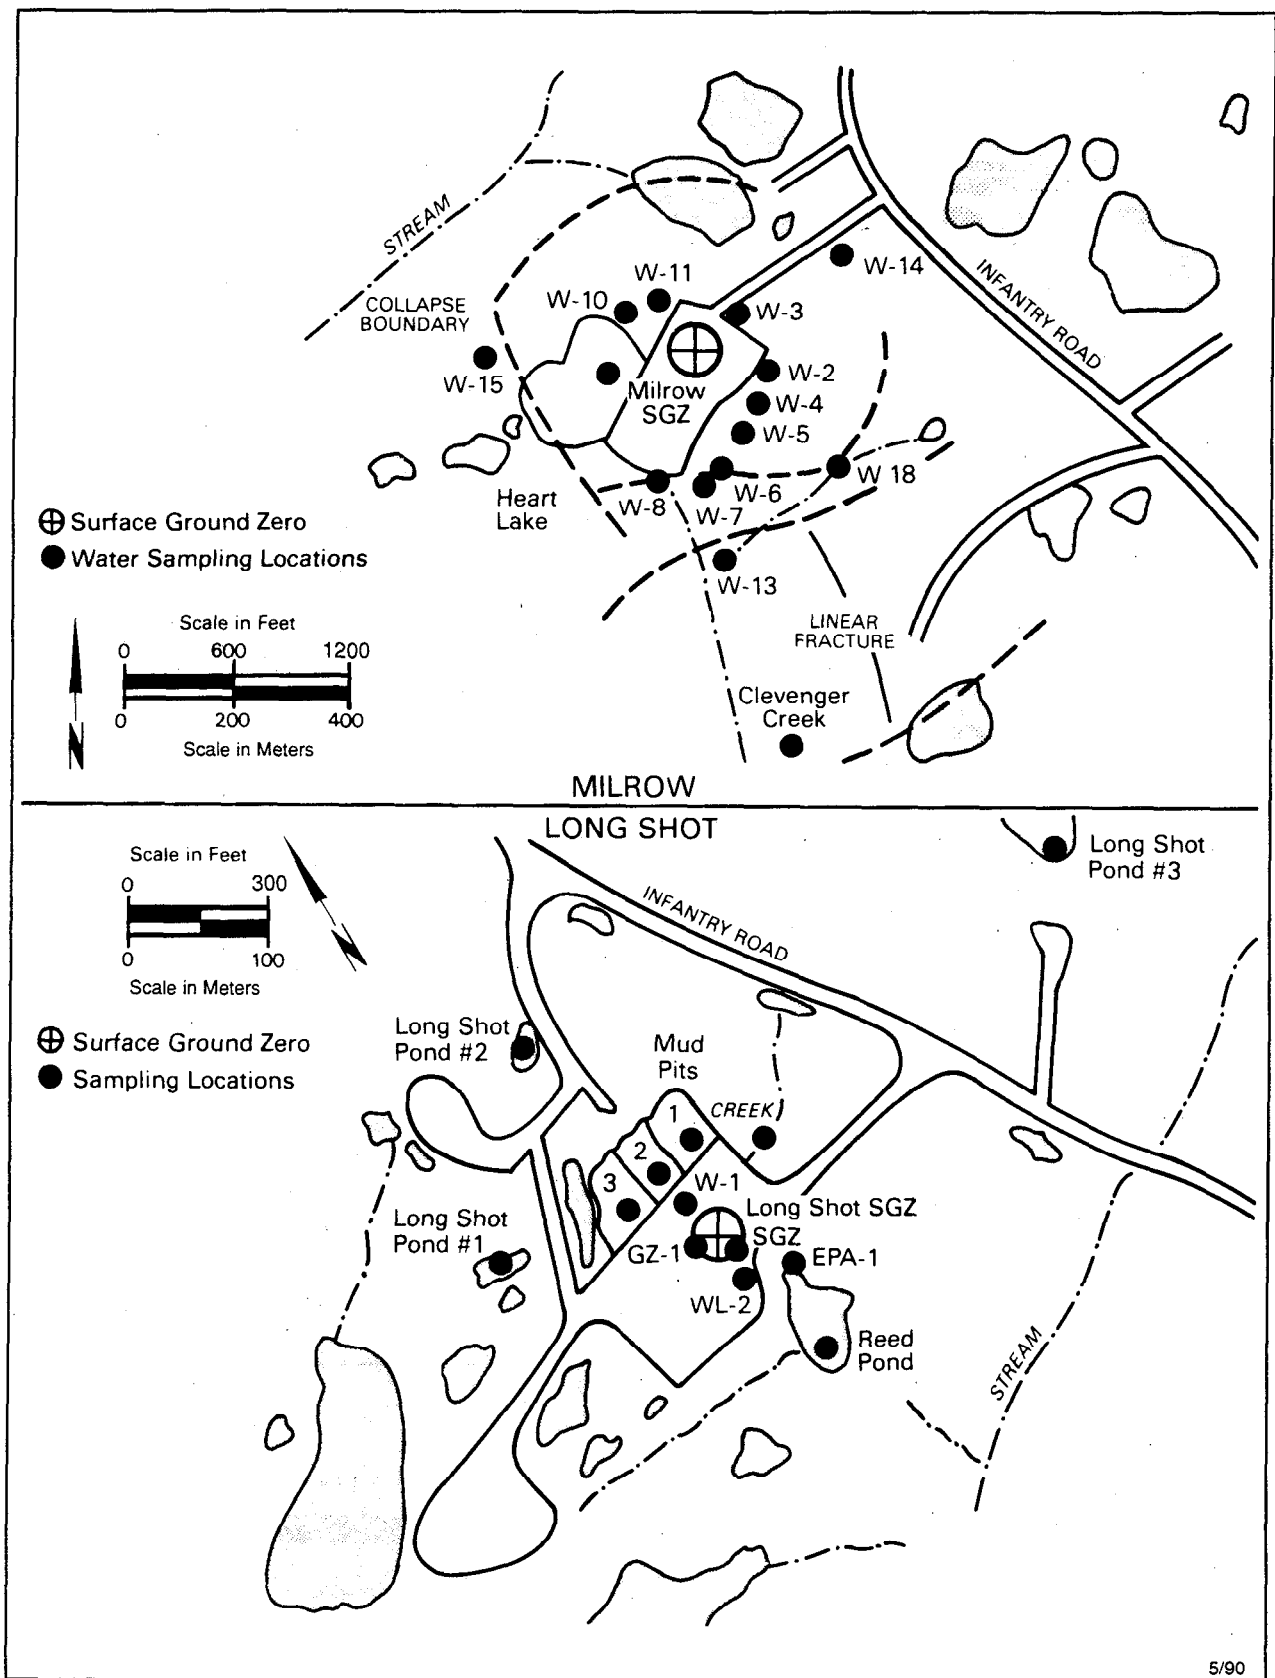 STREAM
COLLAPSE
BOUNDARY
W-15
W-10
W-11
W-14
W-3
INFANTRY ROAD
Milrow
SGZ
W-2
W-4
W-5
W-6
W 18
W-8
W-7
W-13
Heart
Lake
⊕ Surface Ground Zero
● Water Sampling Locations
Scale in Feet
0 600 1200
0 200 400
Scale in Meters
N
LINEAR
FRACTURE
Clevenger
Creek
MILROW
LONG SHOT
Scale in Feet
0 300
0 100
Scale in Meters
N
⊕ Surface Ground Zero
● Sampling Locations
INFANTRY ROAD
Long Shot
Pond #3
Long Shot
Pond #2
Mud
Pits
CREEK
1
2
3
W-1
Long Shot SGZ
SGZ
GZ-1
EPA-1
WL-2
Long Shot
Pond #1
Reed
Pond
STREAM
5/90